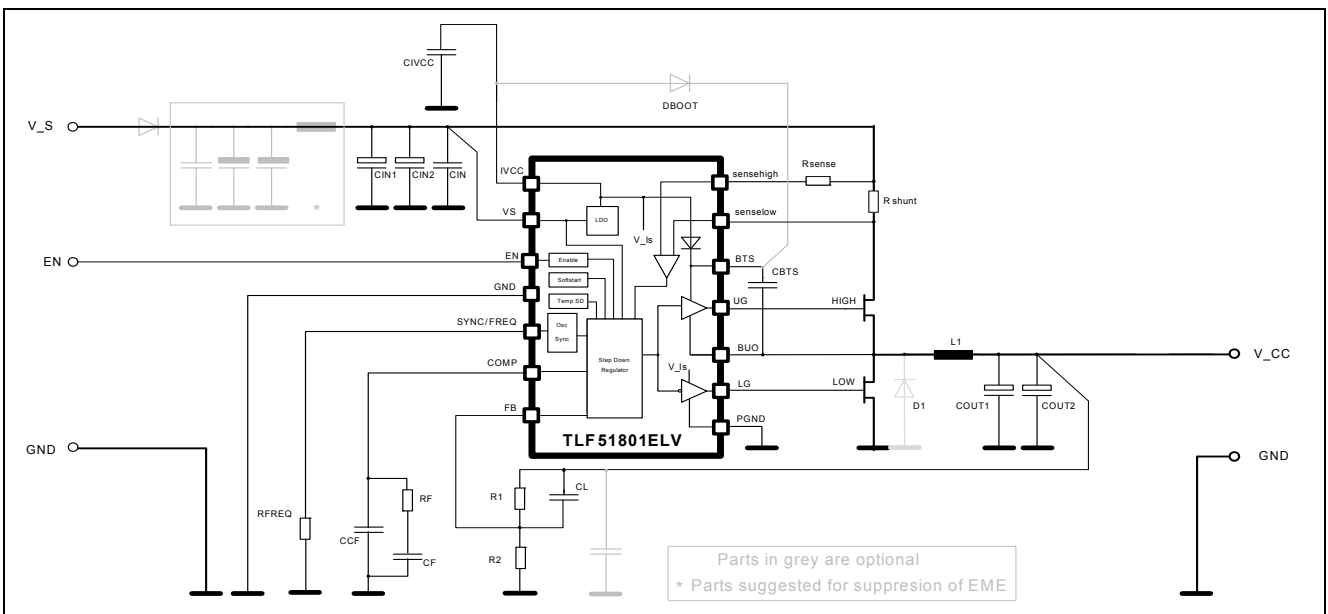 CIVCC
DBOOT
V_S
*
CIN1
CIN2
CIN
IVCC
VS
EN
EN
GND
SYNC/FREQ
COMP
FB
LDO
V_Is
Enable
Softstart
Temp SD
Osc
Sync
Step Down
Regulator
V_Is
TLF51801ELV
sensehigh
senselow
BTS
UG
BUO
LG
PGND
Rsense
R shunt
CBTS
HIGH
LOW
L1
D1
COUT1
COUT2
V_CC
GND
GND
RFREQ
CCF
RF
CF
R1
R2
CL
Parts in grey are optional
* Parts suggested for suppresion of EME